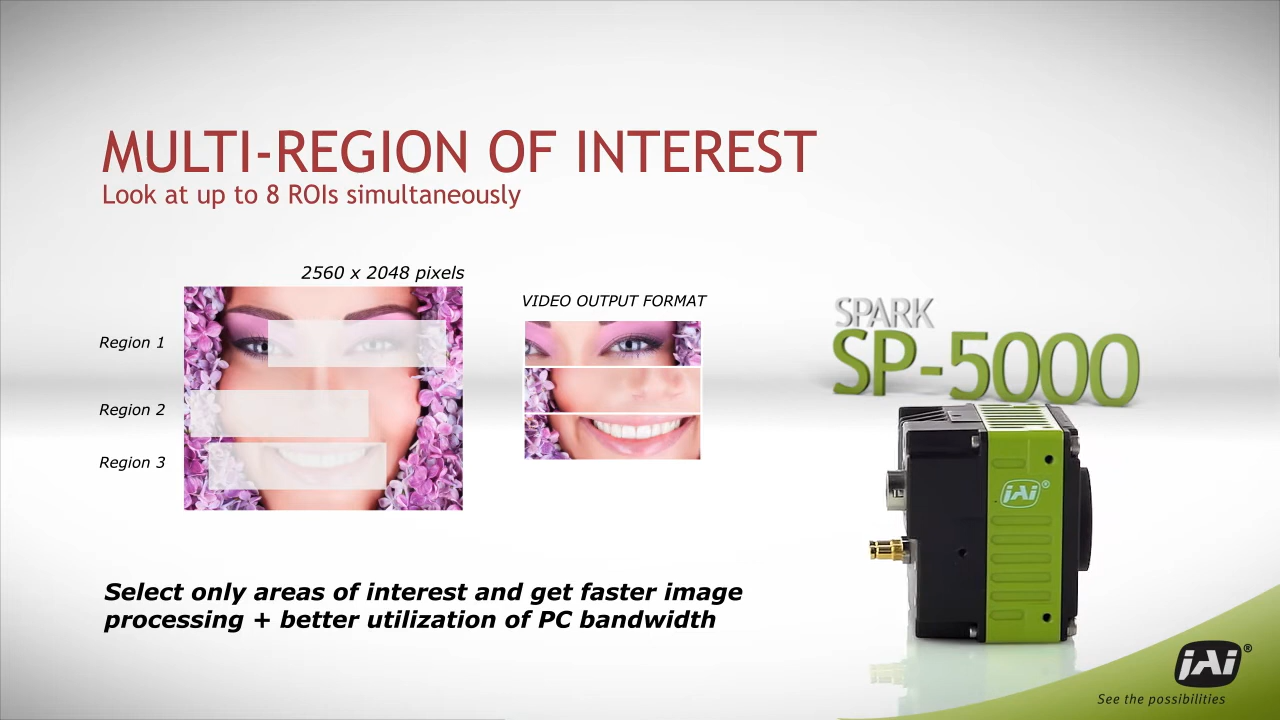 MULTI-REGION OF INTEREST
Look at up to 8 ROIs simultaneously
2560 x 2048 pixels
VIDEO OUTPUT FORMAT
Region 1
Region 2
Region 3
SPARK
SP-5000
JAi®
Select only areas of interest and get faster image
processing + better utilization of PC bandwidth
JAi®
See the possibilities